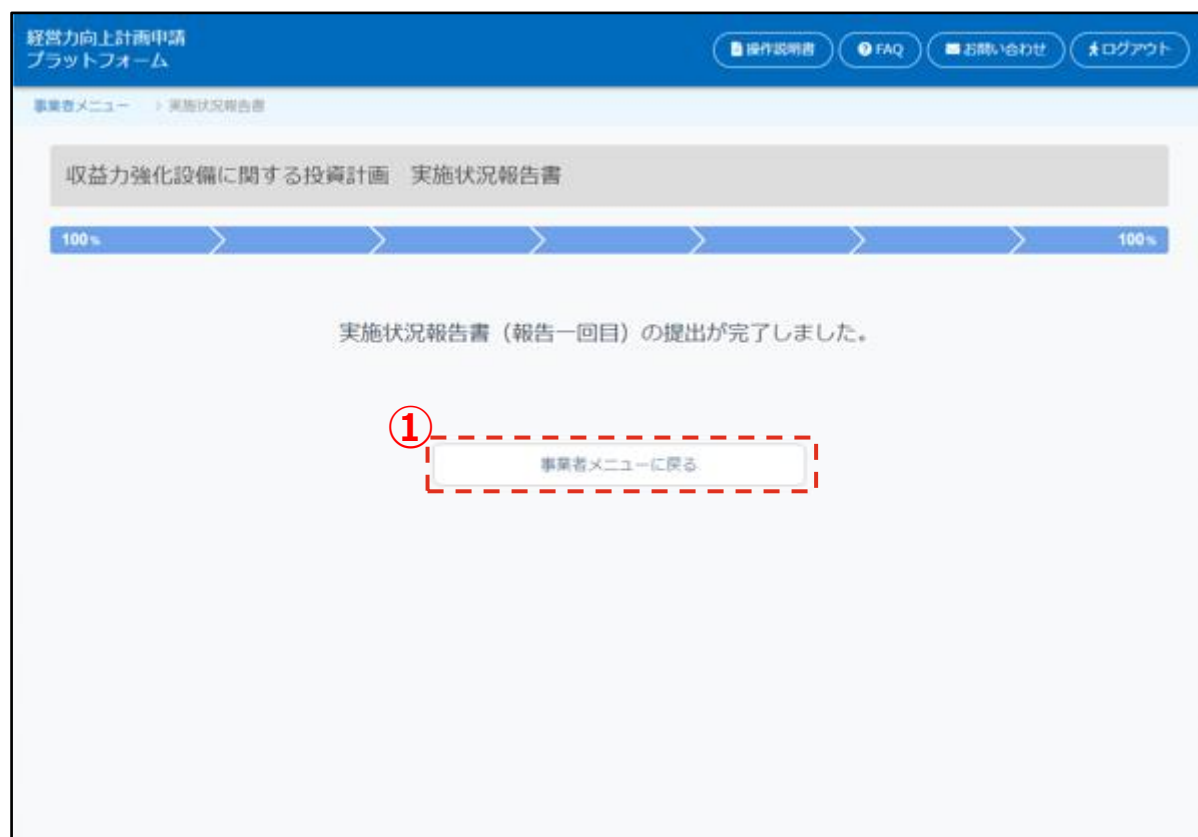 経営力向上計画申請
プラットフォーム
操作説明書
FAQ
お問い合わせ
ログアウト
事業者メニュー > 実施状況報告書
収益力強化設備に関する投資計画 実施状況報告書
100% 100%
実施状況報告書（報告一回目）の提出が完了しました。
①
事業者メニューに戻る